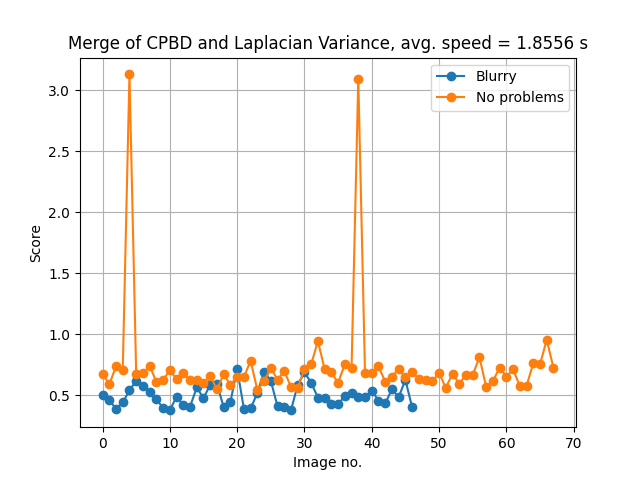 Merge of CPBD and Laplacian Variance, avg. speed = 1.8556 s
Blurry
No problems
3.0
2.5
2.0
1.5
1.0
0.5
Score
0 10 20 30 40 50 60 70
Image no.